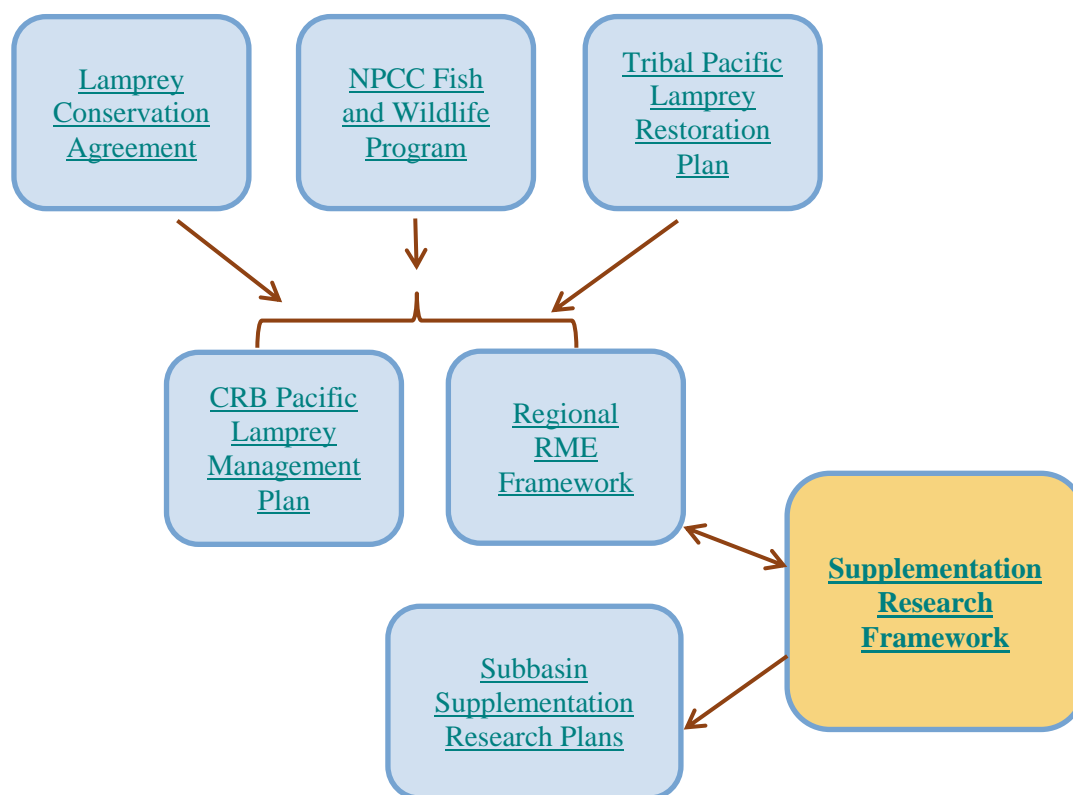 Lamprey
Conservation
Agreement
NPCC Fish
and Wildlife
Program
Tribal Pacific
Lamprey
Restoration
Plan
CRB Pacific
Lamprey
Management
Plan
Regional
RME
Framework
Supplementation
Research
Framework
Subbasin
Supplementation
Research Plans